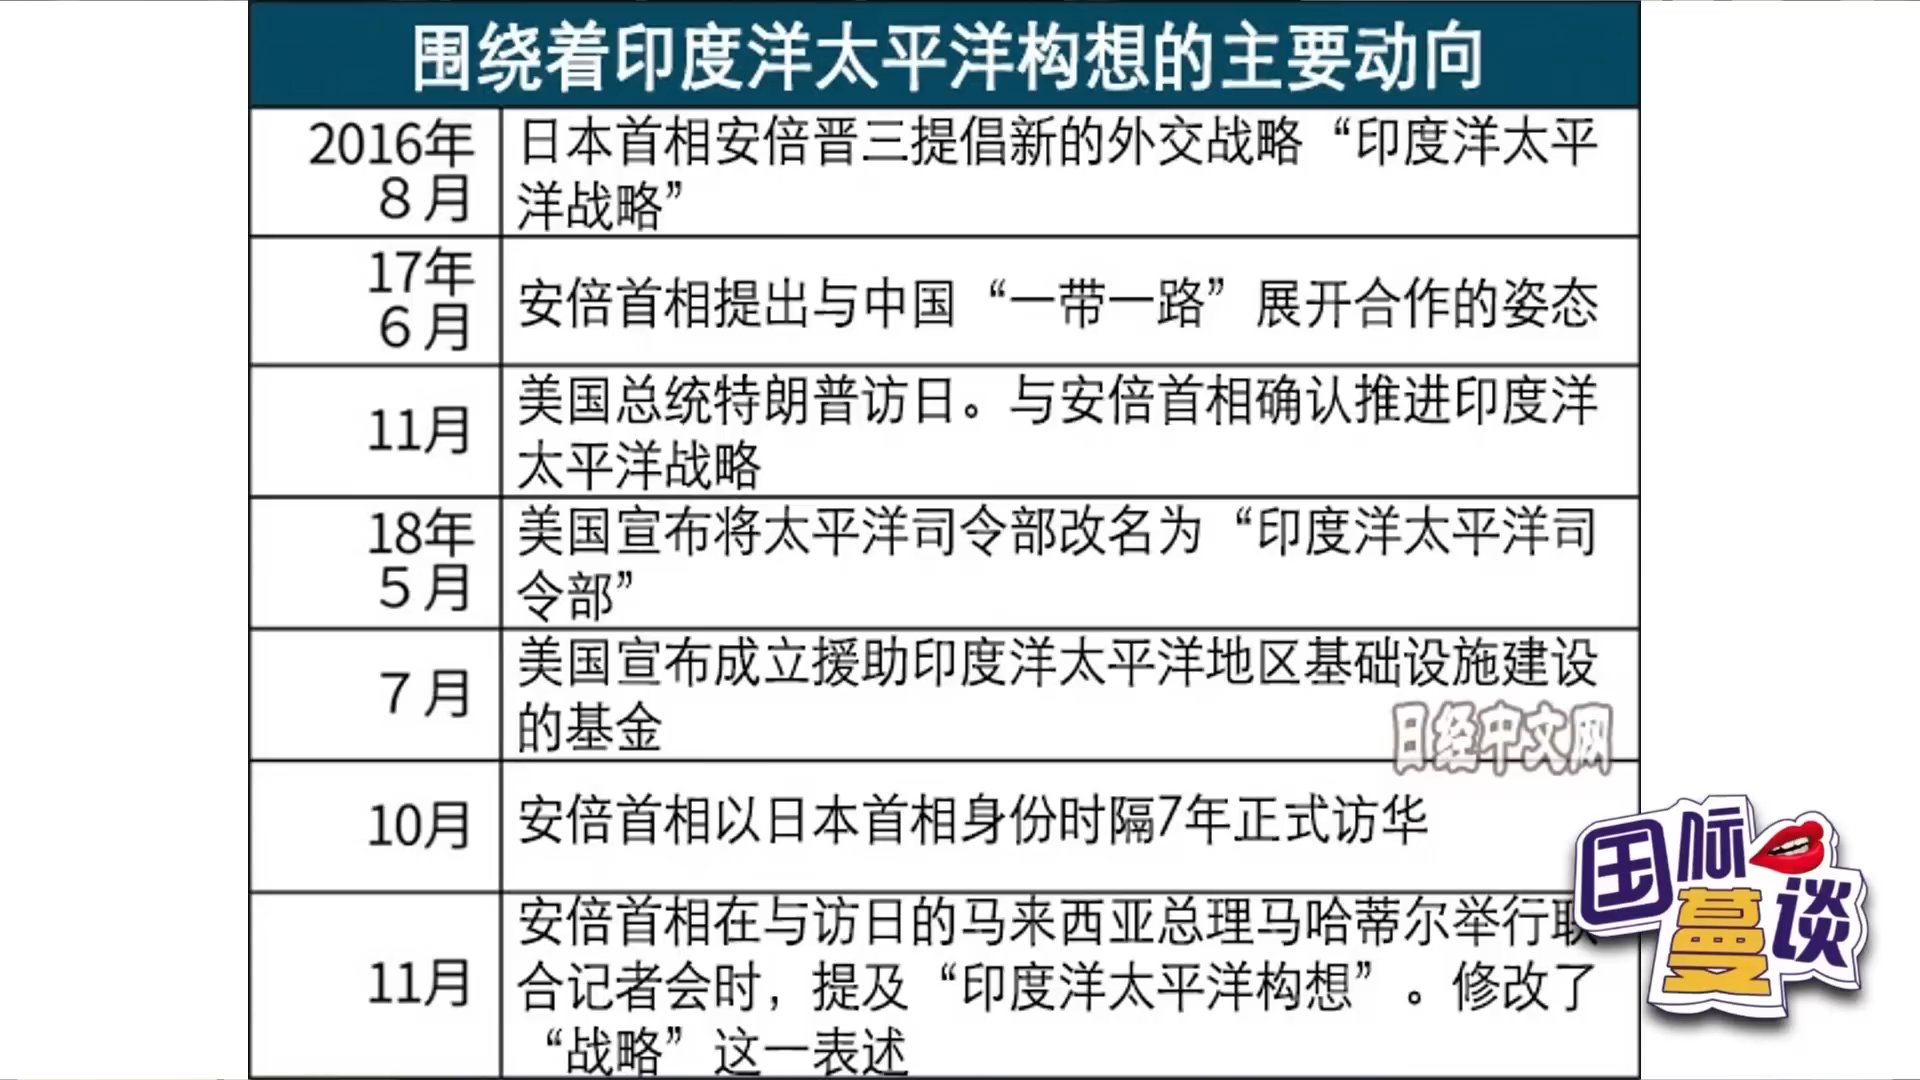 围绕着印度洋太平洋构想的主要动向
2016年
8月
日本首相安倍晋三提倡新的外交战略“印度洋太平
洋战略”
17年
6月
安倍首相提出与中国“一带一路”展开合作的姿态
11月
美国总统特朗普访日。与安倍首相确认推进印度洋
太平洋战略
18年
5月
美国宣布将太平洋司令部改名为“印度洋太平洋司
令部”
7月
美国宣布成立援助印度洋太平洋地区基础设施建设
的基金
日经中文网
10月
安倍首相以日本首相身份时隔7年正式访华
11月
安倍首相在与访日的马来西亚总理马哈蒂尔举行联
合记者会时，提及“印度洋太平洋构想”。修改了
“战略”这一表述
国际
蔓谈